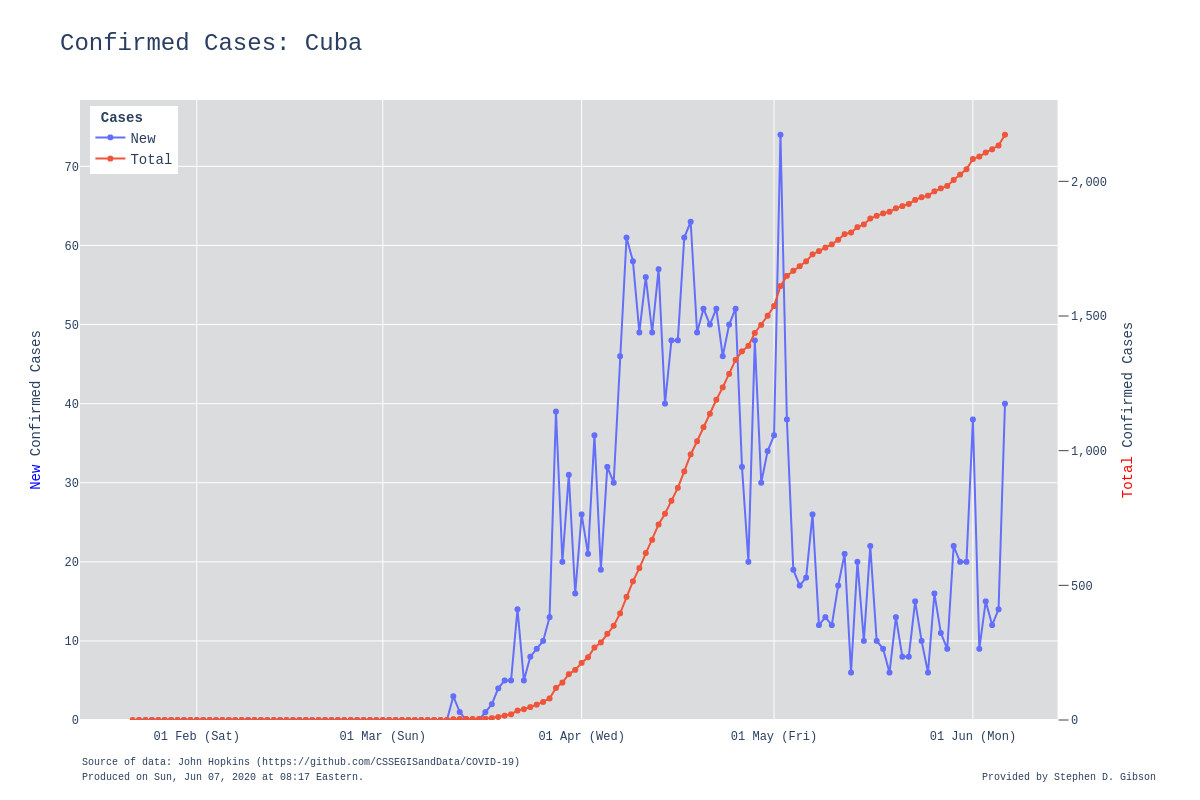 Confirmed Cases: Cuba
Cases
New
Total
70
60
50
40
30
20
10
0
2,000
1,500
1,000
500
0
New Confirmed Cases
Total Confirmed Cases
01 Feb (Sat)
01 Mar (Sun)
01 Apr (Wed)
01 May (Fri)
01 Jun (Mon)
Source of data: John Hopkins (https://github.com/CSSEGISandData/COVID-19)
Produced on Sun, Jun 07, 2020 at 08:17 Eastern.
Provided by Stephen D. Gibson